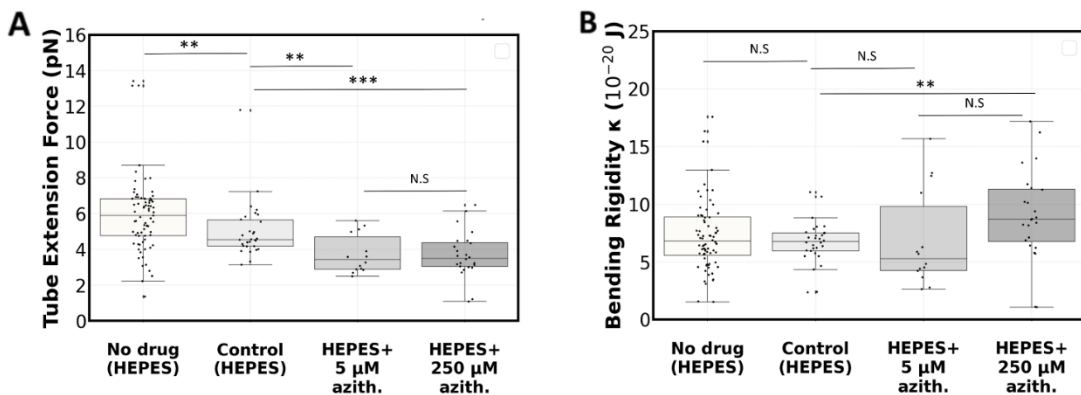 A
Tube Extension Force (pN)
16
14
12
10
8
6
4
2
0
**
**
***
N.S
No drug
(HEPES)
Control
(HEPES)
HEPES+
5 µM
azith.
HEPES+
250 µM
azith.
B
Bending Rigidity κ (10⁻²⁰ J)
25
20
15
10
5
0
N.S
N.S
**
N.S
No drug
(HEPES)
Control
(HEPES)
HEPES+
5 µM
azith.
HEPES+
250 µM
azith.